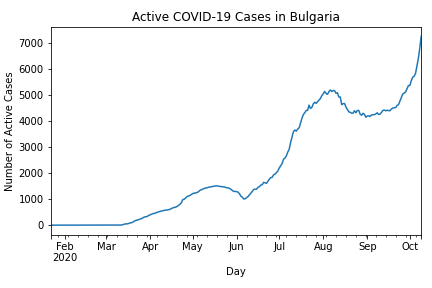 Active COVID-19 Cases in Bulgaria
Number of Active Cases
7000
6000
5000
4000
3000
2000
1000
0
Feb Mar Apr May Jun Jul Aug Sep Oct
2020
Day